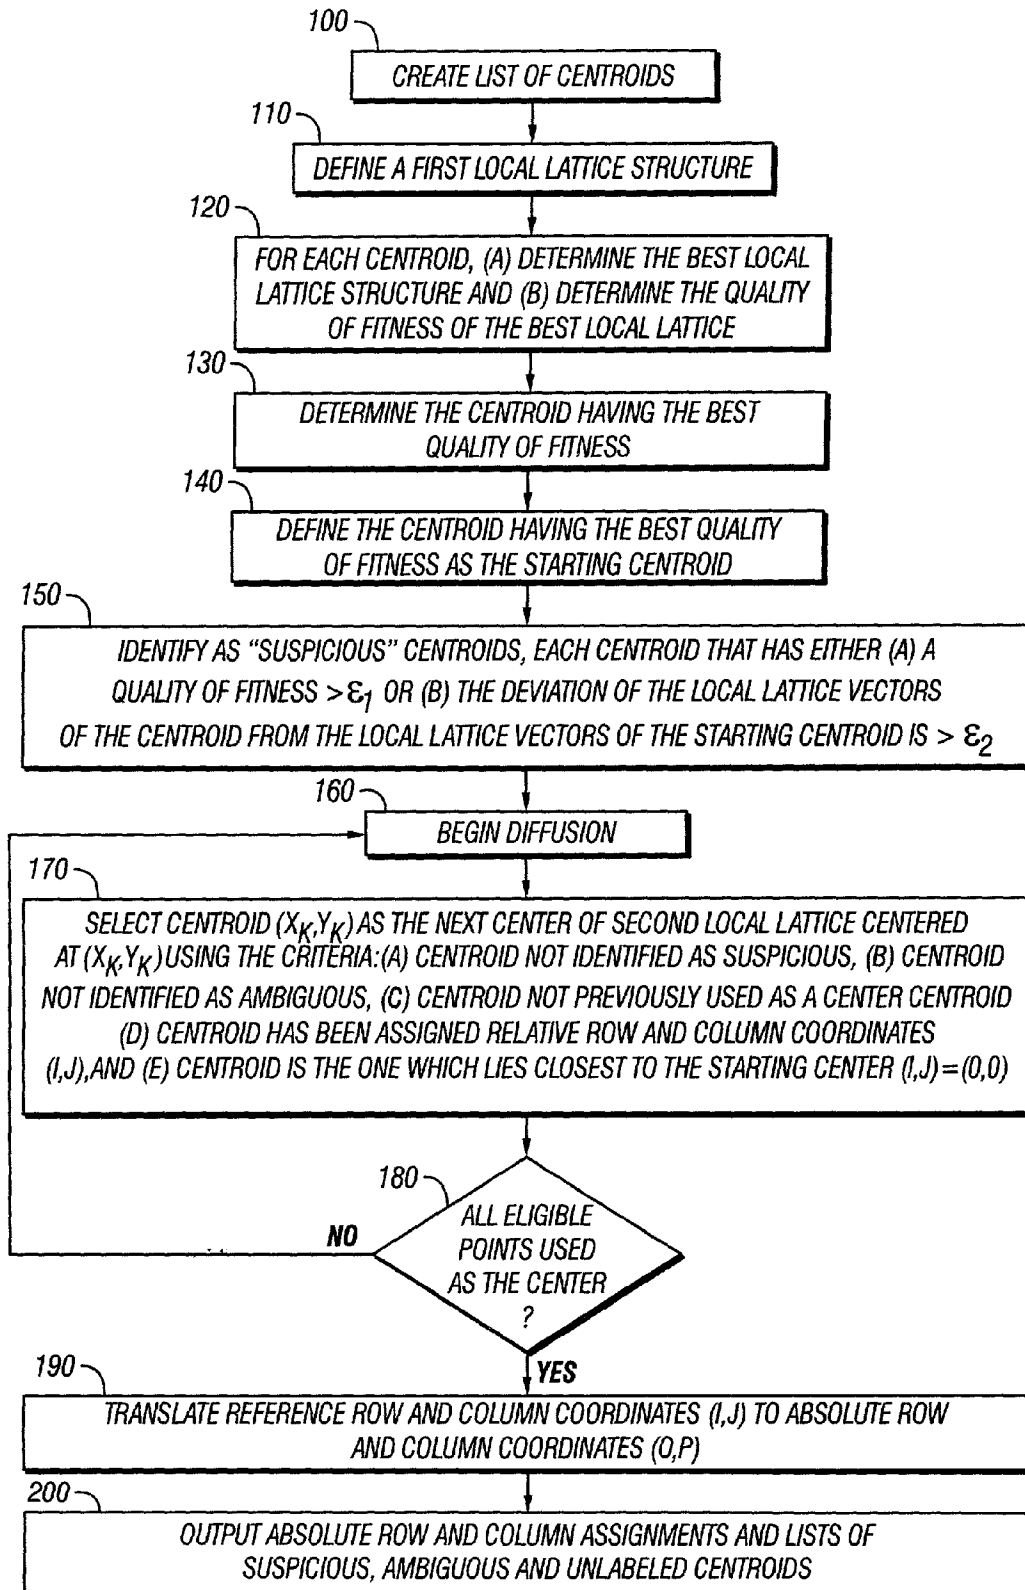 100
CREATE LIST OF CENTROIDS
110
DEFINE A FIRST LOCAL LATTICE STRUCTURE
120
FOR EACH CENTROID, (A) DETERMINE THE BEST LOCAL
LATTICE STRUCTURE AND (B) DETERMINE THE QUALITY
OF FITNESS OF THE BEST LOCAL LATTICE
130
DETERMINE THE CENTROID HAVING THE BEST
QUALITY OF FITNESS
140
DEFINE THE CENTROID HAVING THE BEST QUALITY
OF FITNESS AS THE STARTING CENTROID
150
IDENTIFY AS "SUSPICIOUS" CENTROIDS, EACH CENTROID THAT HAS EITHER (A) A
QUALITY OF FITNESS > ε1 OR (B) THE DEVIATION OF THE LOCAL LATTICE VECTORS
OF THE CENTROID FROM THE LOCAL LATTICE VECTORS OF THE STARTING CENTROID IS > ε2
160
BEGIN DIFFUSION
170
SELECT CENTROID (XK,YK) AS THE NEXT CENTER OF SECOND LOCAL LATTICE CENTERED
AT (XK,YK) USING THE CRITERIA: (A) CENTROID NOT IDENTIFIED AS SUSPICIOUS, (B) CENTROID
NOT IDENTIFIED AS AMBIGUOUS, (C) CENTROID NOT PREVIOUSLY USED AS A CENTER CENTROID
(D) CENTROID HAS BEEN ASSIGNED RELATIVE ROW AND COLUMN COORDINATES
(I,J), AND (E) CENTROID IS THE ONE WHICH LIES CLOSEST TO THE STARTING CENTER (I,J)=(0,0)
180
ALL ELIGIBLE
POINTS USED
AS THE CENTER
?
NO
YES
190
TRANSLATE REFERENCE ROW AND COLUMN COORDINATES (I,J) TO ABSOLUTE ROW
AND COLUMN COORDINATES (O,P)
200
OUTPUT ABSOLUTE ROW AND COLUMN ASSIGNMENTS AND LISTS OF
SUSPICIOUS, AMBIGUOUS AND UNLABELED CENTROIDS